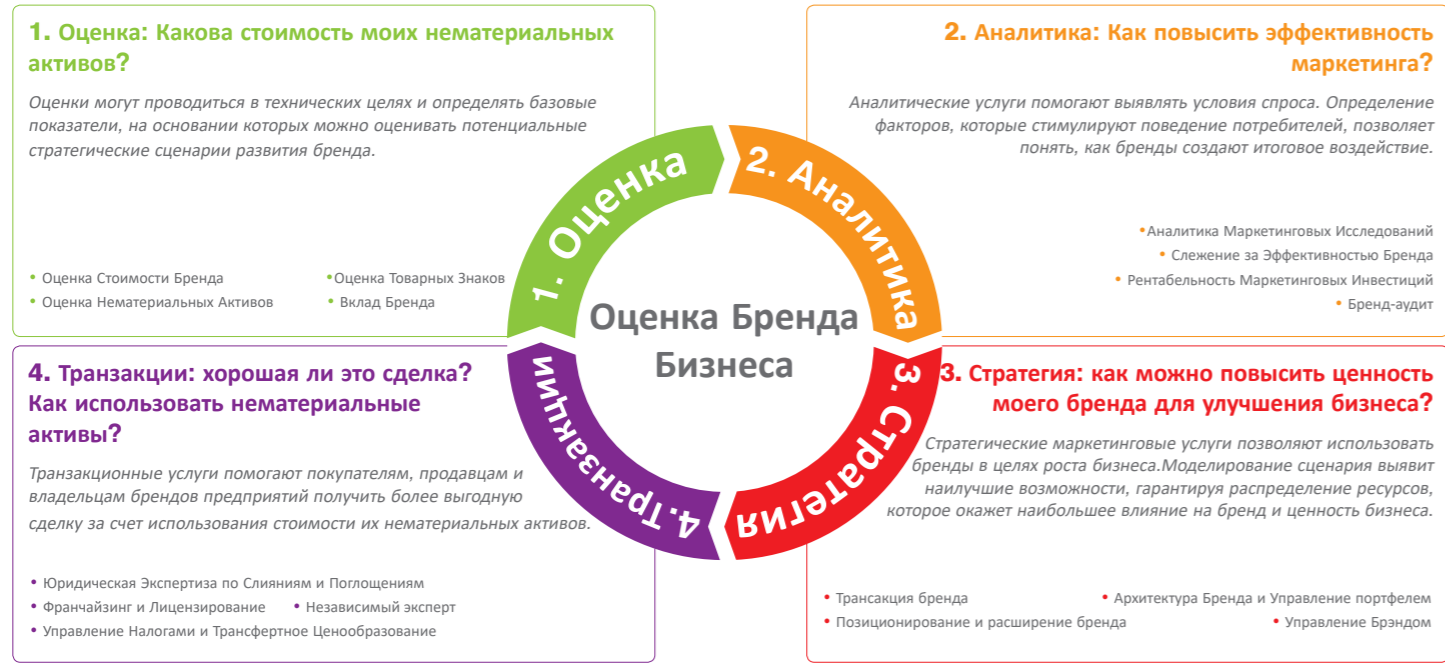 1. Оценка: Какова стоимость моих нематериальных
активов?
Оценки могут проводиться в технических целях и определять базовые
показатели, на основании которых можно оценивать потенциальные
стратегические сценарии развития бренда.
• Оценка Стоимости Бренда
•Оценка Товарных Знаков
• Оценка Нематериальных Активов
• Вклад Бренда
2. Аналитика: Как повысить эффективность
маркетинга?
Аналитические услуги помогают выявлять условия спроса. Определение
факторов, которые стимулируют поведение потребителей, позволяет
понять, как бренды создают итоговое воздействие.
•Аналитика Маркетинговых Исследований
• Слежение за Эффективностью Бренда
• Рентабельность Маркетинговых Инвестиций
• Бренд-аудит
1. Оценка
2. Аналитика
3. Стратегия
4.Транзакции
Оценка Бренда
Бизнеса
4. Транзакции: хорошая ли это сделка?
Как использовать нематериальные
активы?
Транзакционные услуги помогают покупателям, продавцам и
владельцам брендов предприятий получить более выгодную
сделку за счет использования стоимости их нематериальных активов.
• Юридическая Экспертиза по Слияниям и Поглощениям
• Франчайзинг и Лицензирование
• Независимый эксперт
• Управление Налогами и Трансфертное Ценообразование
3. Стратегия: как можно повысить ценность
моего бренда для улучшения бизнеса?
Стратегические маркетинговые услуги позволяют использовать
бренды в целях роста бизнеса.Моделирование сценария выявит
наилучшие возможности, гарантируя распределение ресурсов,
которое окажет наибольшее влияние на бренд и ценность бизнеса.
• Трансакция бренда
• Архитектура Бренда и Управление портфелем
• Позиционирование и расширение бренда
• Управление Брэндом